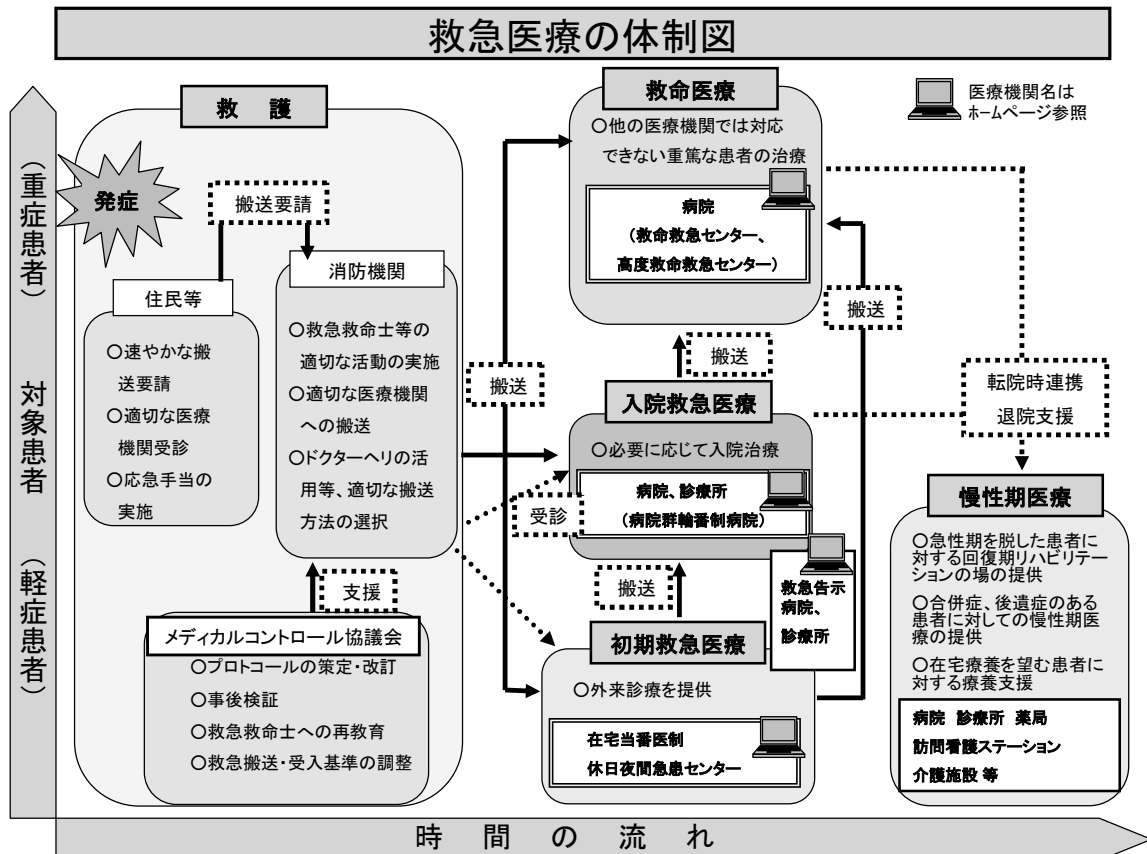 救急医療の体制図
医療機関名は
ホームページ参照
(重症患者) 対象患者 (軽症患者)
救 護
発症
搬送要請
住民等
○速やかな搬
送要請
○適切な医療
機関受診
○応急手当の
実施
消防機関
○救急救命士等の
適切な活動の実施
○適切な医療機関
への搬送
○ドクターヘリの活
用等、適切な搬送
方法の選択
支援
メディカルコントロール協議会
○プロトコールの策定・改訂
○事後検証
○救急救命士への再教育
○救急搬送・受入基準の調整
搬送
受診
救命医療
○他の医療機関では対応
できない重篤な患者の治療
病院
(救命救急センター、
高度救命救急センター)
搬送
搬送
入院救急医療
○必要に応じて入院治療
病院、診療所
(病院群輪番制病院)
搬送
救急告示
病院、
診療所
初期救急医療
○外来診療を提供
在宅当番医制
休日夜間急患センター
転院時連携
退院支援
慢性期医療
○急性期を脱した患者に
対する回復期リハビリテー
ションの場の提供
○合併症、後遺症のある
患者に対しての慢性期医
療の提供
○在宅療養を望む患者に
対する療養支援
病院 診療所 薬局
訪問看護ステーション
介護施設 等
時 間 の 流 れ